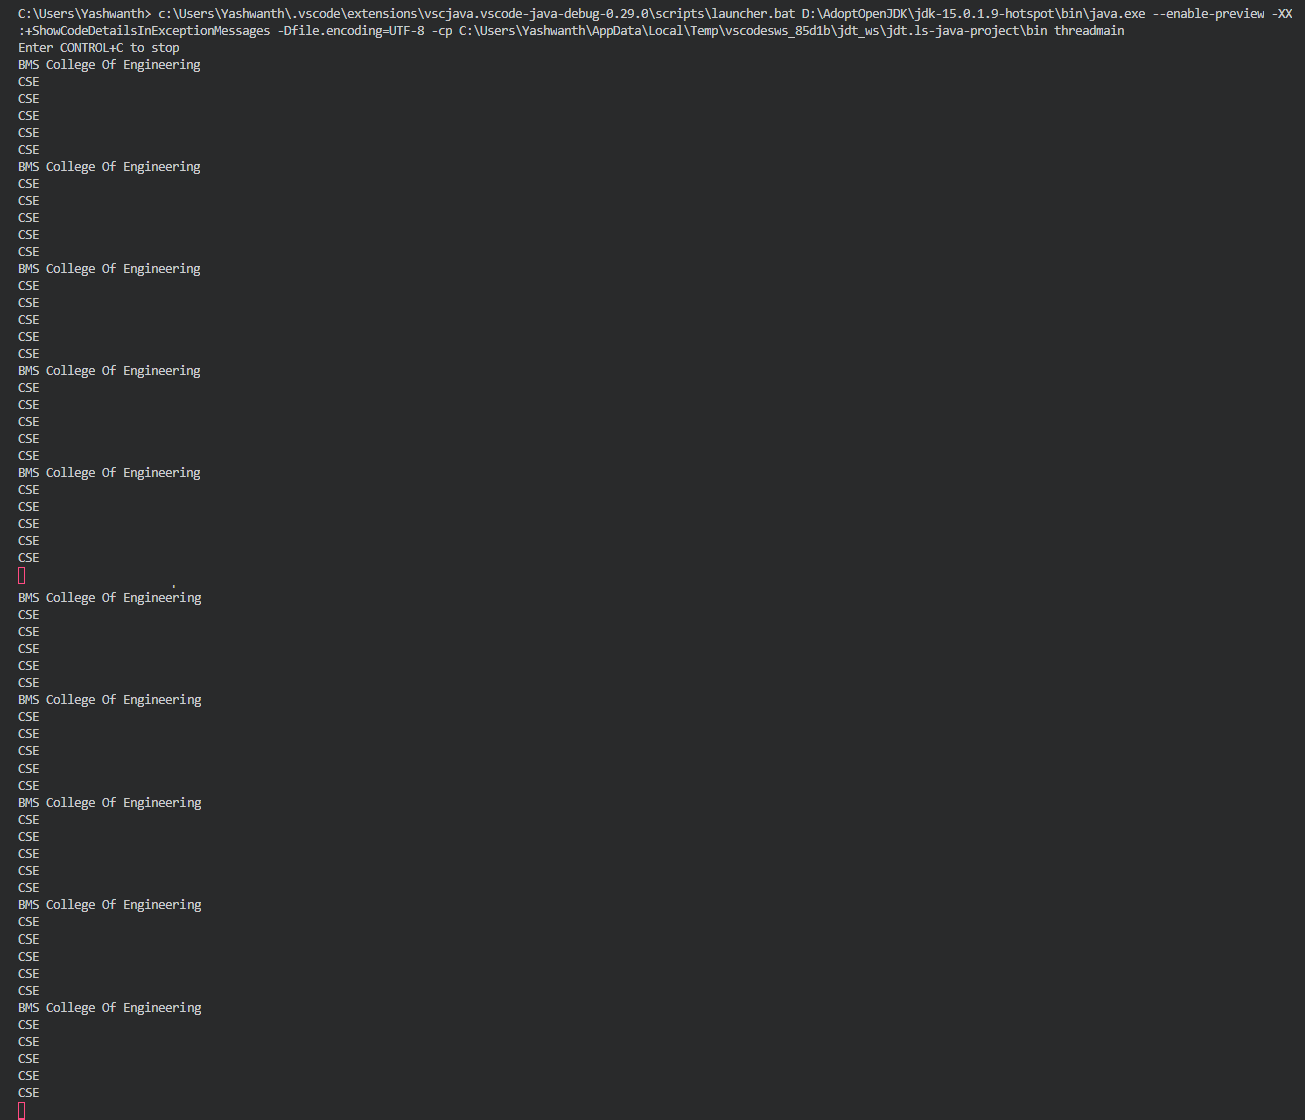 C:\Users\Yashwanth> c:\Users\Yashwanth\.vscode\extensions\vscjava.vscode-java-debug-0.29.0\scripts\launcher.bat D:\AdoptOpenJDK\jdk-15.0.1.9-hotspot\bin\java.exe --enable-preview -XX
:+ShowCodeDetailsInExceptionMessages -Dfile.encoding=UTF-8 -cp C:\Users\Yashwanth\AppData\Local\Temp\vscodesws_85d1b\jdt_ws\jdt.ls-java-project\bin threadmain
Enter CONTROL+C to stop
BMS College Of Engineering
CSE
CSE
CSE
CSE
CSE
BMS College Of Engineering
CSE
CSE
CSE
CSE
CSE
BMS College Of Engineering
CSE
CSE
CSE
CSE
CSE
BMS College Of Engineering
CSE
CSE
CSE
CSE
CSE
BMS College Of Engineering
CSE
CSE
CSE
CSE
CSE
BMS College Of Engineering
CSE
CSE
CSE
CSE
CSE
BMS College Of Engineering
CSE
CSE
CSE
CSE
CSE
BMS College Of Engineering
CSE
CSE
CSE
CSE
CSE
BMS College Of Engineering
CSE
CSE
CSE
CSE
CSE
BMS College Of Engineering
CSE
CSE
CSE
CSE
CSE